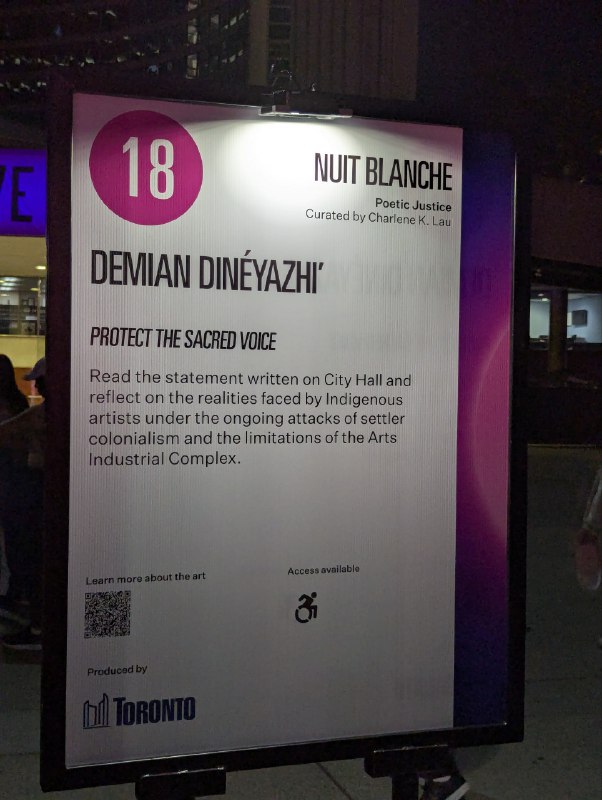 18
NUIT BLANCHE
Poetic Justice
Curated by Charlene K. Lau
DEMIAN DINÉYAZHI'
PROTECT THE SACRED VOICE
Read the statement written on City Hall and
reflect on the realities faced by Indigenous
artists under the ongoing attacks of settler
colonialism and the limitations of the Arts
Industrial Complex.
Learn more about the art
Access available
Produced by
TORONTO